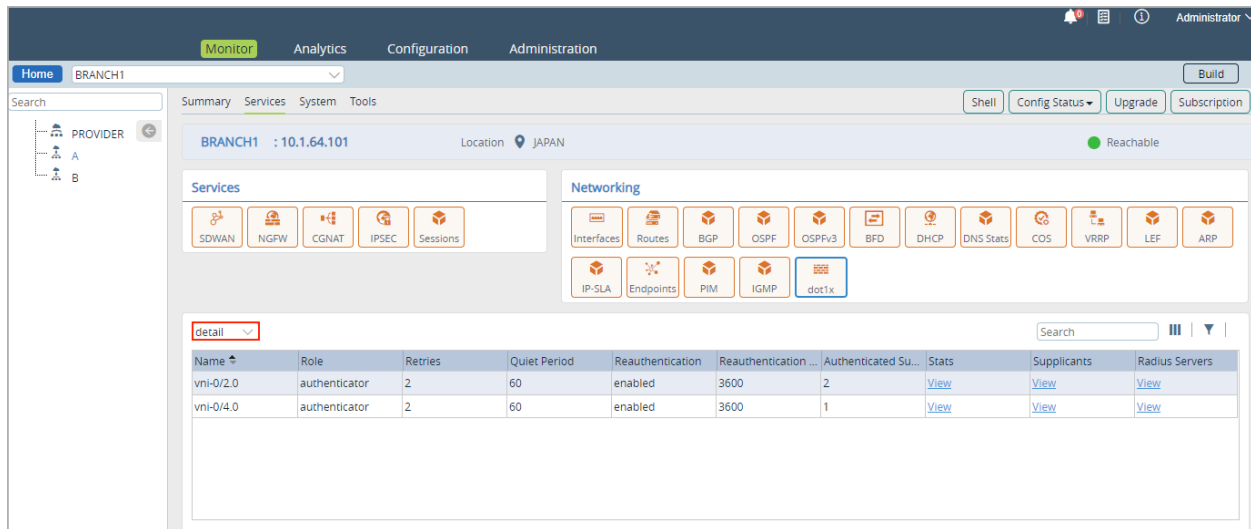 0 Administrator
Monitor Analytics Configuration Administration
Home BRANCH1 Build
Search Summary Services System Tools Shell Config Status Upgrade Subscription
PROVIDER
A
B
BRANCH1 : 10.1.64.101 Location JAPAN Reachable
Services
SDWAN NGFW CGNAT IPSEC Sessions
Networking
Interfaces Routes BGP OSPF OSPFv3 BFD DHCP DNS Stats COS VRRP LEF ARP
IP-SLA Endpoints PIM IGMP dot1x
detail Search
Name Role Retries Quiet Period Reauthentication Reauthentication ... Authenticated Su... Stats Supplicants Radius Servers
vni-0/2.0 authenticator 2 60 enabled 3600 2 View View View
vni-0/4.0 authenticator 2 60 enabled 3600 1 View View View